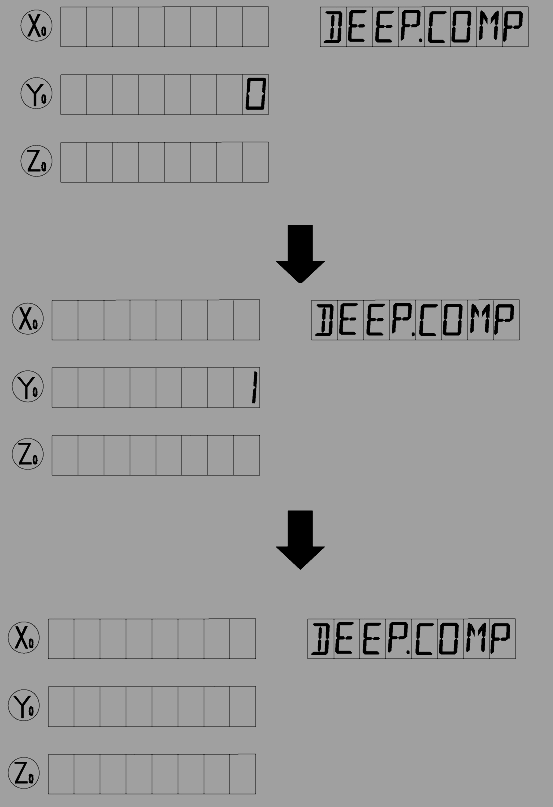 X₀ DEEP.COMP
Y₀ 0
Z₀
X₀ DEEP.COMP
Y₀ 1
Z₀
X₀ DEEP.COMP
Y₀
Z₀